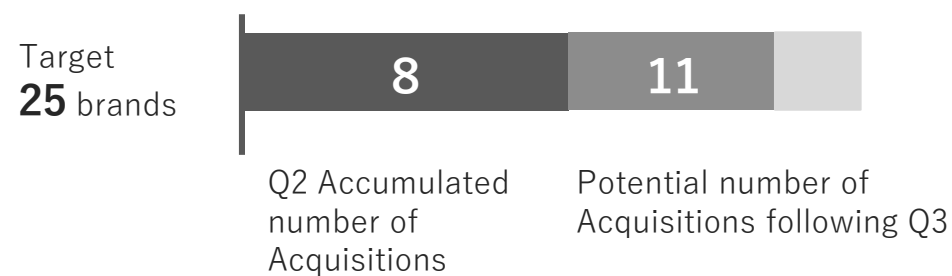 Target
25 brands
8
11
Q2 Accumulated
number of
Acquisitions
Potential number of
Acquisitions following Q3